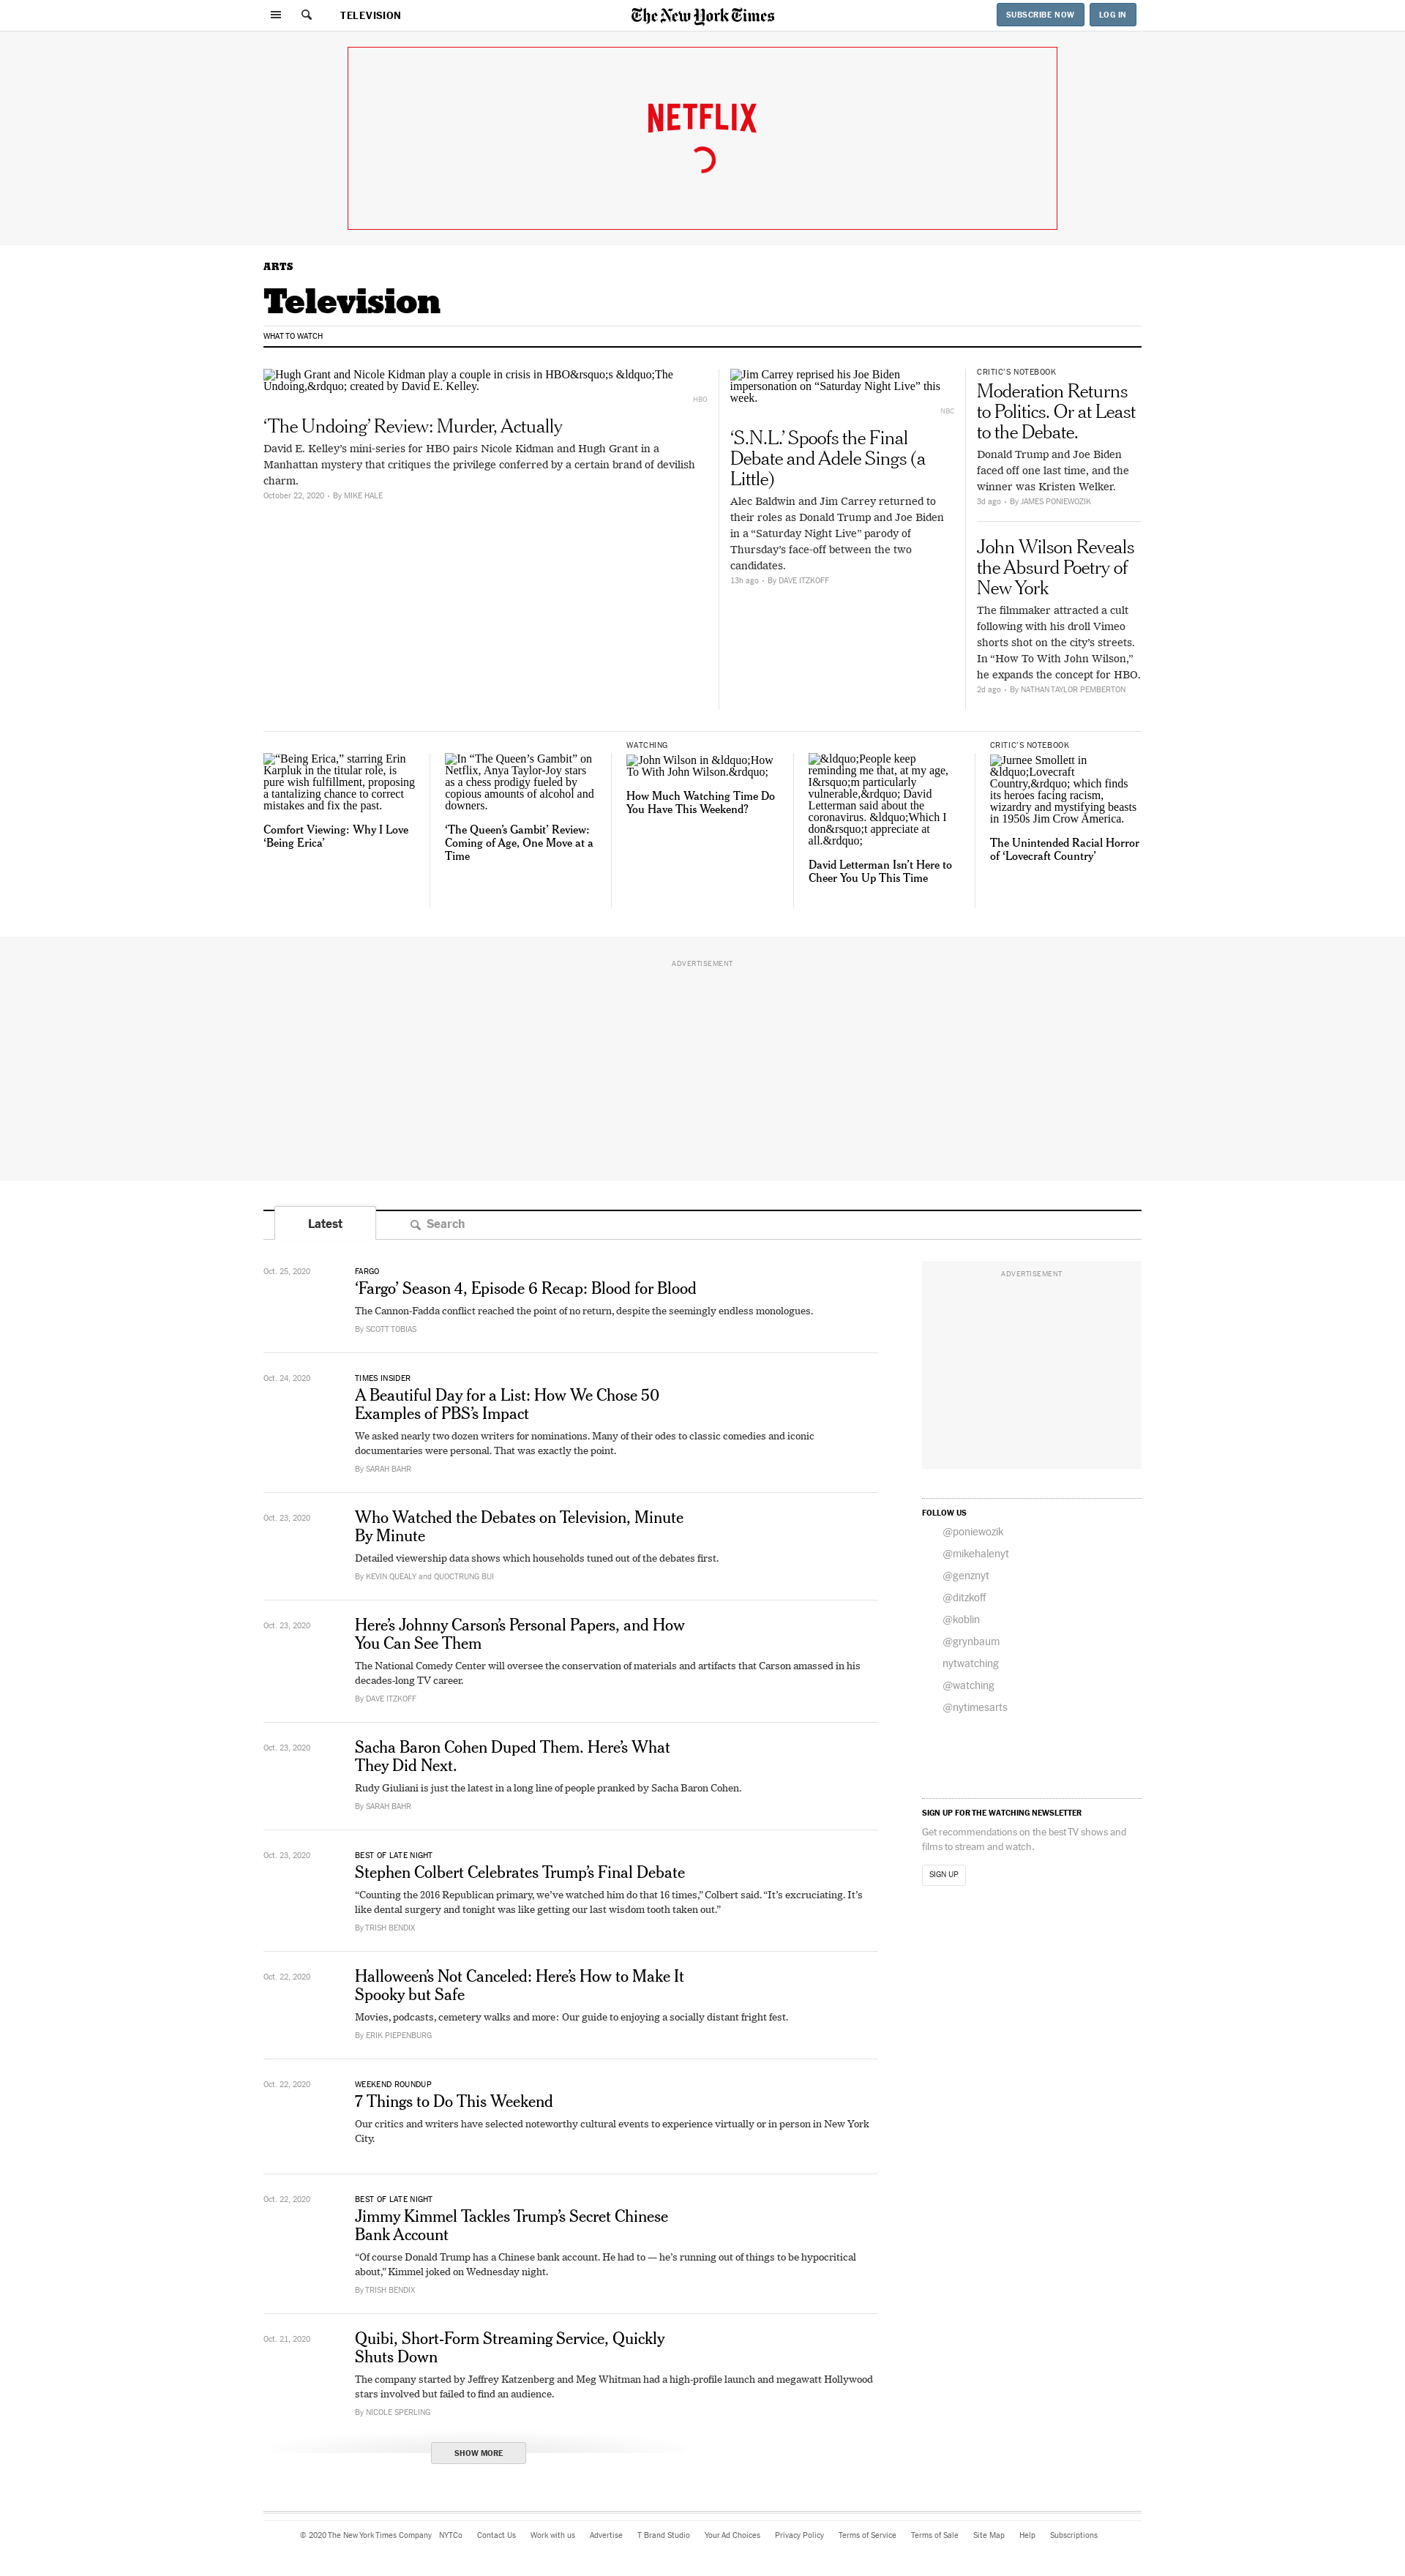 TELEVISION
The New York Times
SUBSCRIBE NOW
LOG IN
NETFLIX
ARTS
Television
WHAT TO WATCH
Hugh Grant and Nicole Kidman play a couple in crisis in HBO&rsquo;s &ldquo;The
Undoing,&rdquo; created by David E. Kelley.
HBO
‘The Undoing’ Review: Murder, Actually
David E. Kelley’s mini-series for HBO pairs Nicole Kidman and Hugh Grant in a
Manhattan mystery that critiques the privilege conferred by a certain brand of devilish
charm.
October 22, 2020 • By MIKE HALE
Jim Carrey reprised his Joe Biden
impersonation on “Saturday Night Live” this
week.
NBC
‘S.N.L.’ Spoofs the Final
Debate and Adele Sings (a
Little)
Alec Baldwin and Jim Carrey returned to
their roles as Donald Trump and Joe Biden
in a “Saturday Night Live” parody of
Thursday’s face-off between the two
candidates.
13h ago • By DAVE ITZKOFF
CRITIC’S NOTEBOOK
Moderation Returns
to Politics. Or at Least
to the Debate.
Donald Trump and Joe Biden
faced off one last time, and the
winner was Kristen Welker.
3d ago • By JAMES PONIEWOZIK
John Wilson Reveals
the Absurd Poetry of
New York
The filmmaker attracted a cult
following with his droll Vimeo
shorts shot on the city’s streets.
In “How To With John Wilson,”
he expands the concept for HBO.
2d ago • By NATHAN TAYLOR PEMBERTON
“Being Erica,” starring Erin
Karpluk in the titular role, is
pure wish fulfillment, proposing
a tantalizing chance to correct
mistakes and fix the past.
Comfort Viewing: Why I Love
‘Being Erica’
In “The Queen’s Gambit” on
Netflix, Anya Taylor-Joy stars
as a chess prodigy fueled by
copious amounts of alcohol and
downers.
‘The Queen’s Gambit’ Review:
Coming of Age, One Move at a
Time
WATCHING
John Wilson in &ldquo;How
To With John Wilson.&rdquo;
How Much Watching Time Do
You Have This Weekend?
&ldquo;People keep
reminding me that, at my age,
I&rsquo;m particularly
vulnerable,&rdquo; David
Letterman said about the
coronavirus. &ldquo;Which I
don&rsquo;t appreciate at
all.&rdquo;
David Letterman Isn’t Here to
Cheer You Up This Time
CRITIC’S NOTEBOOK
Jurnee Smollett in
&ldquo;Lovecraft
Country,&rdquo; which finds
its heroes facing racism,
wizardry and mystifying beasts
in 1950s Jim Crow America.
The Unintended Racial Horror
of ‘Lovecraft Country’
ADVERTISEMENT
Latest
Search
Oct. 25, 2020
FARGO
‘Fargo’ Season 4, Episode 6 Recap: Blood for Blood
The Cannon-Fadda conflict reached the point of no return, despite the seemingly endless monologues.
By SCOTT TOBIAS
Oct. 24, 2020
TIMES INSIDER
A Beautiful Day for a List: How We Chose 50
Examples of PBS’s Impact
We asked nearly two dozen writers for nominations. Many of their odes to classic comedies and iconic
documentaries were personal. That was exactly the point.
By SARAH BAHR
Oct. 23, 2020
Who Watched the Debates on Television, Minute
By Minute
Detailed viewership data shows which households tuned out of the debates first.
By KEVIN QUEALY and QUOCTRUNG BUI
Oct. 23, 2020
Here’s Johnny Carson’s Personal Papers, and How
You Can See Them
The National Comedy Center will oversee the conservation of materials and artifacts that Carson amassed in his
decades-long TV career.
By DAVE ITZKOFF
Oct. 23, 2020
Sacha Baron Cohen Duped Them. Here’s What
They Did Next.
Rudy Giuliani is just the latest in a long line of people pranked by Sacha Baron Cohen.
By SARAH BAHR
Oct. 23, 2020
BEST OF LATE NIGHT
Stephen Colbert Celebrates Trump’s Final Debate
“Counting the 2016 Republican primary, we’ve watched him do that 16 times,” Colbert said. “It’s excruciating. It’s
like dental surgery and tonight was like getting our last wisdom tooth taken out.”
By TRISH BENDIX
Oct. 22, 2020
Halloween’s Not Canceled: Here’s How to Make It
Spooky but Safe
Movies, podcasts, cemetery walks and more: Our guide to enjoying a socially distant fright fest.
By ERIK PIEPENBURG
Oct. 22, 2020
WEEKEND ROUNDUP
7 Things to Do This Weekend
Our critics and writers have selected noteworthy cultural events to experience virtually or in person in New York
City.
Oct. 22, 2020
BEST OF LATE NIGHT
Jimmy Kimmel Tackles Trump’s Secret Chinese
Bank Account
“Of course Donald Trump has a Chinese bank account. He had to — he’s running out of things to be hypocritical
about,” Kimmel joked on Wednesday night.
By TRISH BENDIX
Oct. 21, 2020
Quibi, Short-Form Streaming Service, Quickly
Shuts Down
The company started by Jeffrey Katzenberg and Meg Whitman had a high-profile launch and megawatt Hollywood
stars involved but failed to find an audience.
By NICOLE SPERLING
SHOW MORE
ADVERTISEMENT
FOLLOW US
@poniewozik
@mikehalenyt
@genznyt
@ditzkoff
@koblin
@grynbaum
nytwatching
@watching
@nytimesarts
SIGN UP FOR THE WATCHING NEWSLETTER
Get recommendations on the best TV shows and
films to stream and watch.
SIGN UP
© 2020 The New York Times Company NYTCo Contact Us Work with us Advertise T Brand Studio Your Ad Choices Privacy Policy Terms of Service Terms of Sale Site Map Help Subscriptions